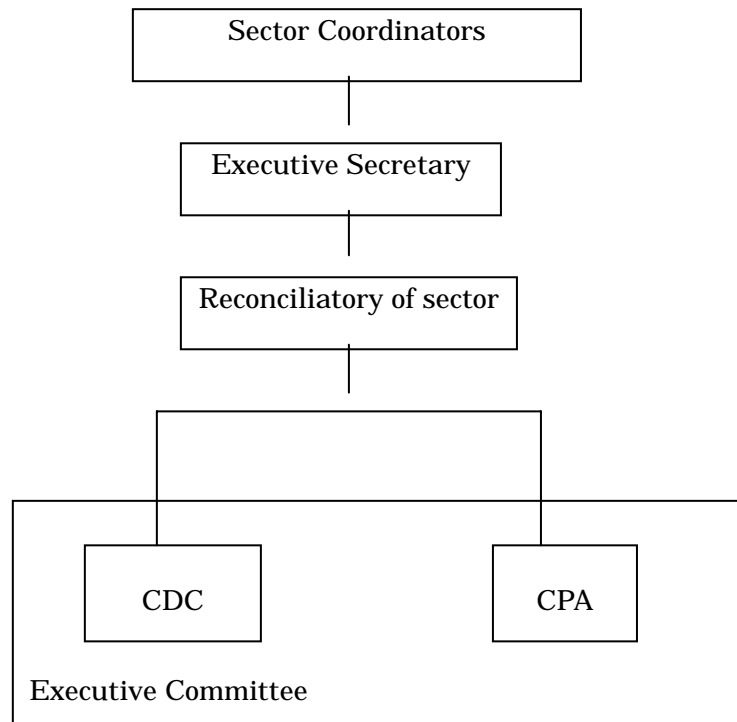 Sector Coordinators
Executive Secretary
Reconciliatory of sector
CDC
CPA
Executive Committee